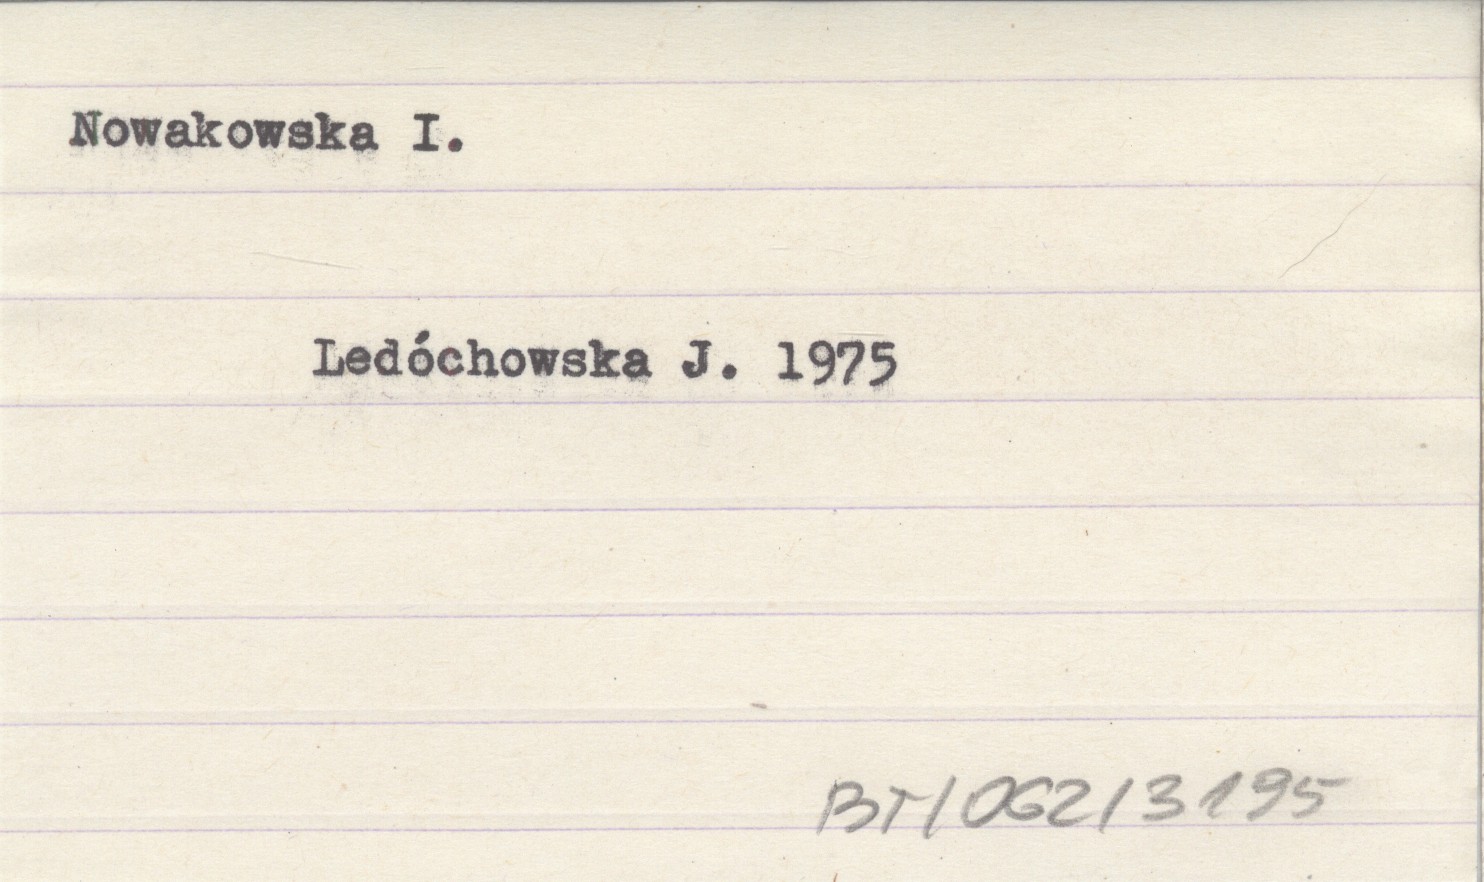 Nowakowska I.
Ledóchowska J. 1975
BT/062/3195